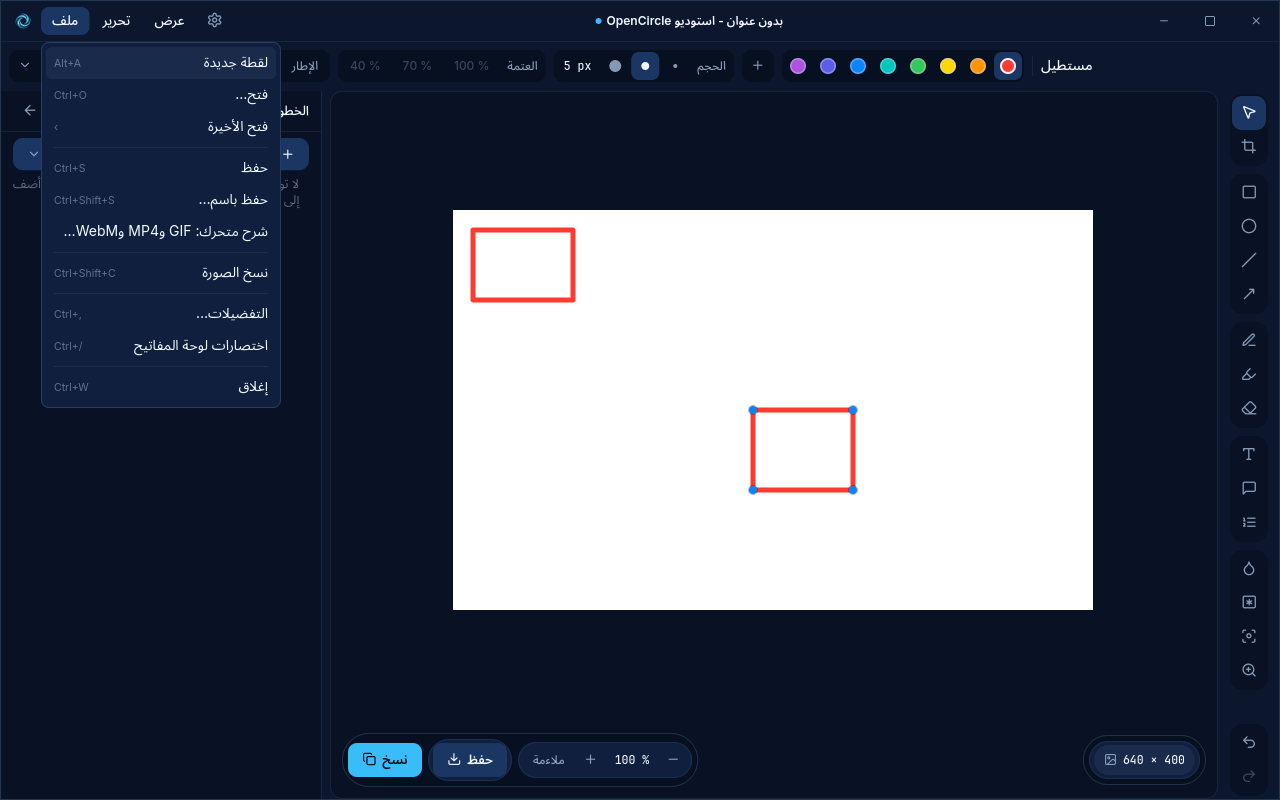 ملف
تحرير
عرض
بدون عنوان - استوديو OpenCircle
مستطيل
الحجم
5 px
العتمة
100 %
70 %
40 %
الإطار
لقطة جديدة Alt+A
فتح... Ctrl+O
فتح الأخيرة
حفظ Ctrl+S
حفظ باسم... Ctrl+Shift+S
شرح متحرك: GIF وMP4 وWebM...
نسخ الصورة Ctrl+Shift+C
التفضيلات... Ctrl+,
اختصارات لوحة المفاتيح Ctrl+/
إغلاق Ctrl+W
أضف
إلى
640 × 400
100 %
ملاءمة
حفظ
نسخ